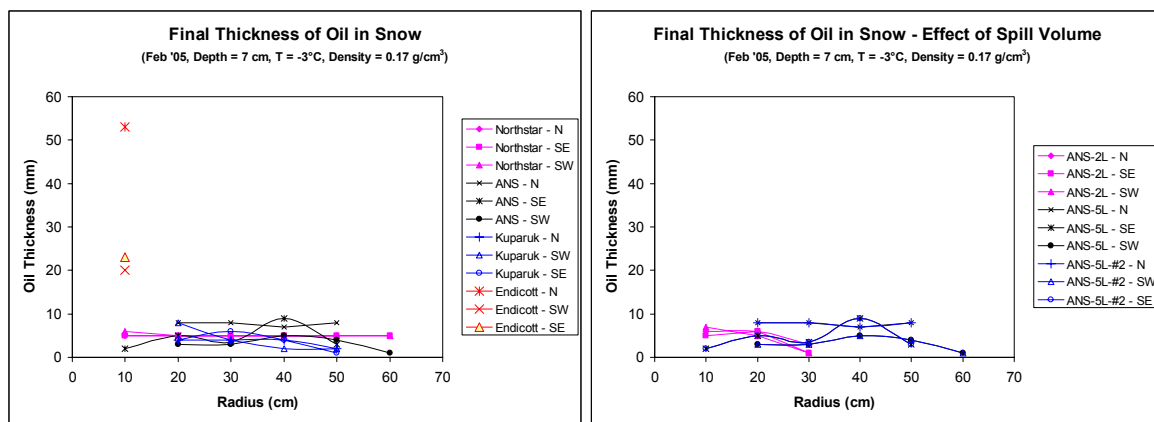 Final Thickness of Oil in Snow
(Feb '05, Depth = 7 cm, T = -3°C, Density = 0.17 g/cm³)
60
50
40
30
20
10
0
Oil Thickness (mm)
0 10 20 30 40 50 60 70
Radius (cm)
Northstar - N
Northstar - SE
Northstar - SW
ANS - N
ANS - SE
ANS - SW
Kuparuk - N
Kuparuk - SW
Kuparuk - SE
Endicott - N
Endicott - SW
Endicott - SE
Final Thickness of Oil in Snow - Effect of Spill Volume
(Feb '05, Depth = 7 cm, T = -3°C, Density = 0.17 g/cm³)
60
50
40
30
20
10
0
Oil Thickness (mm)
0 10 20 30 40 50 60 70
Radius (cm)
ANS-2L - N
ANS-2L - SE
ANS-2L - SW
ANS-5L - N
ANS-5L - SE
ANS-5L - SW
ANS-5L-#2 - N
ANS-5L-#2 - SW
ANS-5L-#2 - SE